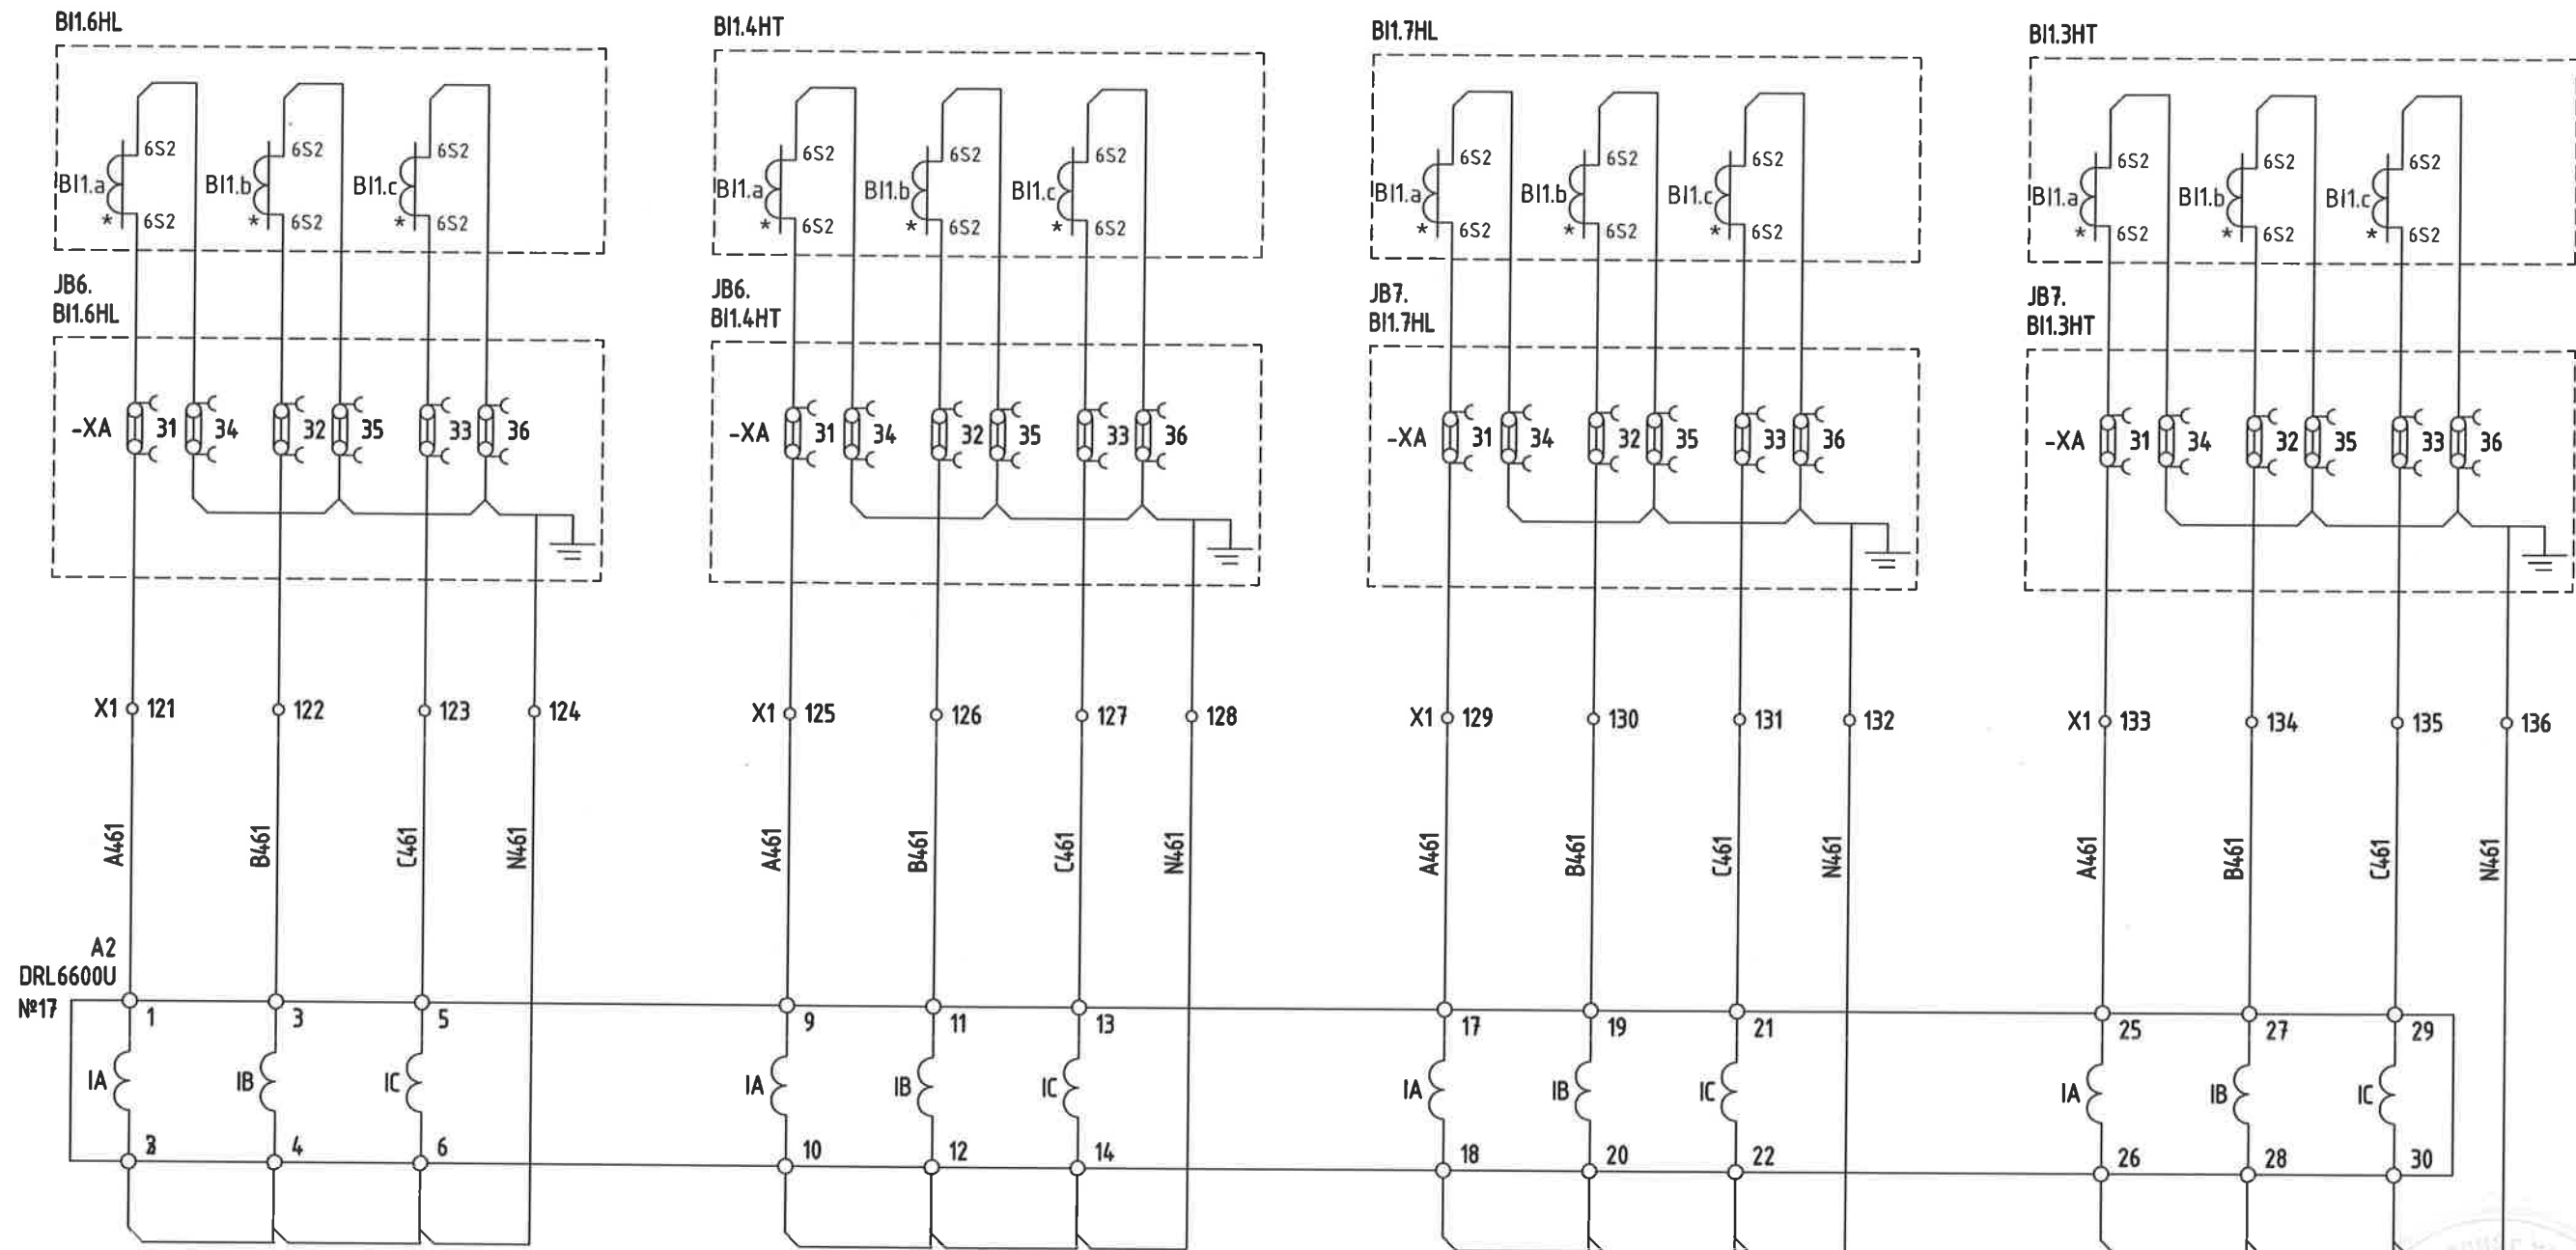 BI1.6HL
BI1.4HT
BI1.7HL
BI1.3HT
6S2 6S2 6S2
BI1.a BI1.b BI1.c
* 6S2 * 6S2 * 6S2
6S2 6S2 6S2
BI1.a BI1.b BI1.c
* 6S2 * 6S2 * 6S2
6S2 6S2 6S2
BI1.a BI1.b BI1.c
* 6S2 * 6S2 * 6S2
6S2 6S2 6S2
BI1.a BI1.b BI1.c
* 6S2 * 6S2 * 6S2
JB6.
BI1.6HL
JB6.
BI1.4HT
JB7.
BI1.7HL
JB7.
BI1.3HT
-XA 31 34 32 35 33 36
-XA 31 34 32 35 33 36
-XA 31 34 32 35 33 36
-XA 31 34 32 35 33 36
X1 121 122 123 124
X1 125 126 127 128
X1 129 130 131 132
X1 133 134 135 136
A461 B461 C461 N461
A461 B461 C461 N461
A461 B461 C461 N461
A461 B461 C461 N461
A2
DRL6600U
№17
1 3 5
9 11 13
17 19 21
25 27 29
IA IB IC
IA IB IC
IA IB IC
IA IB IC
4 6
10 12 14
18 20 22
26 28 30